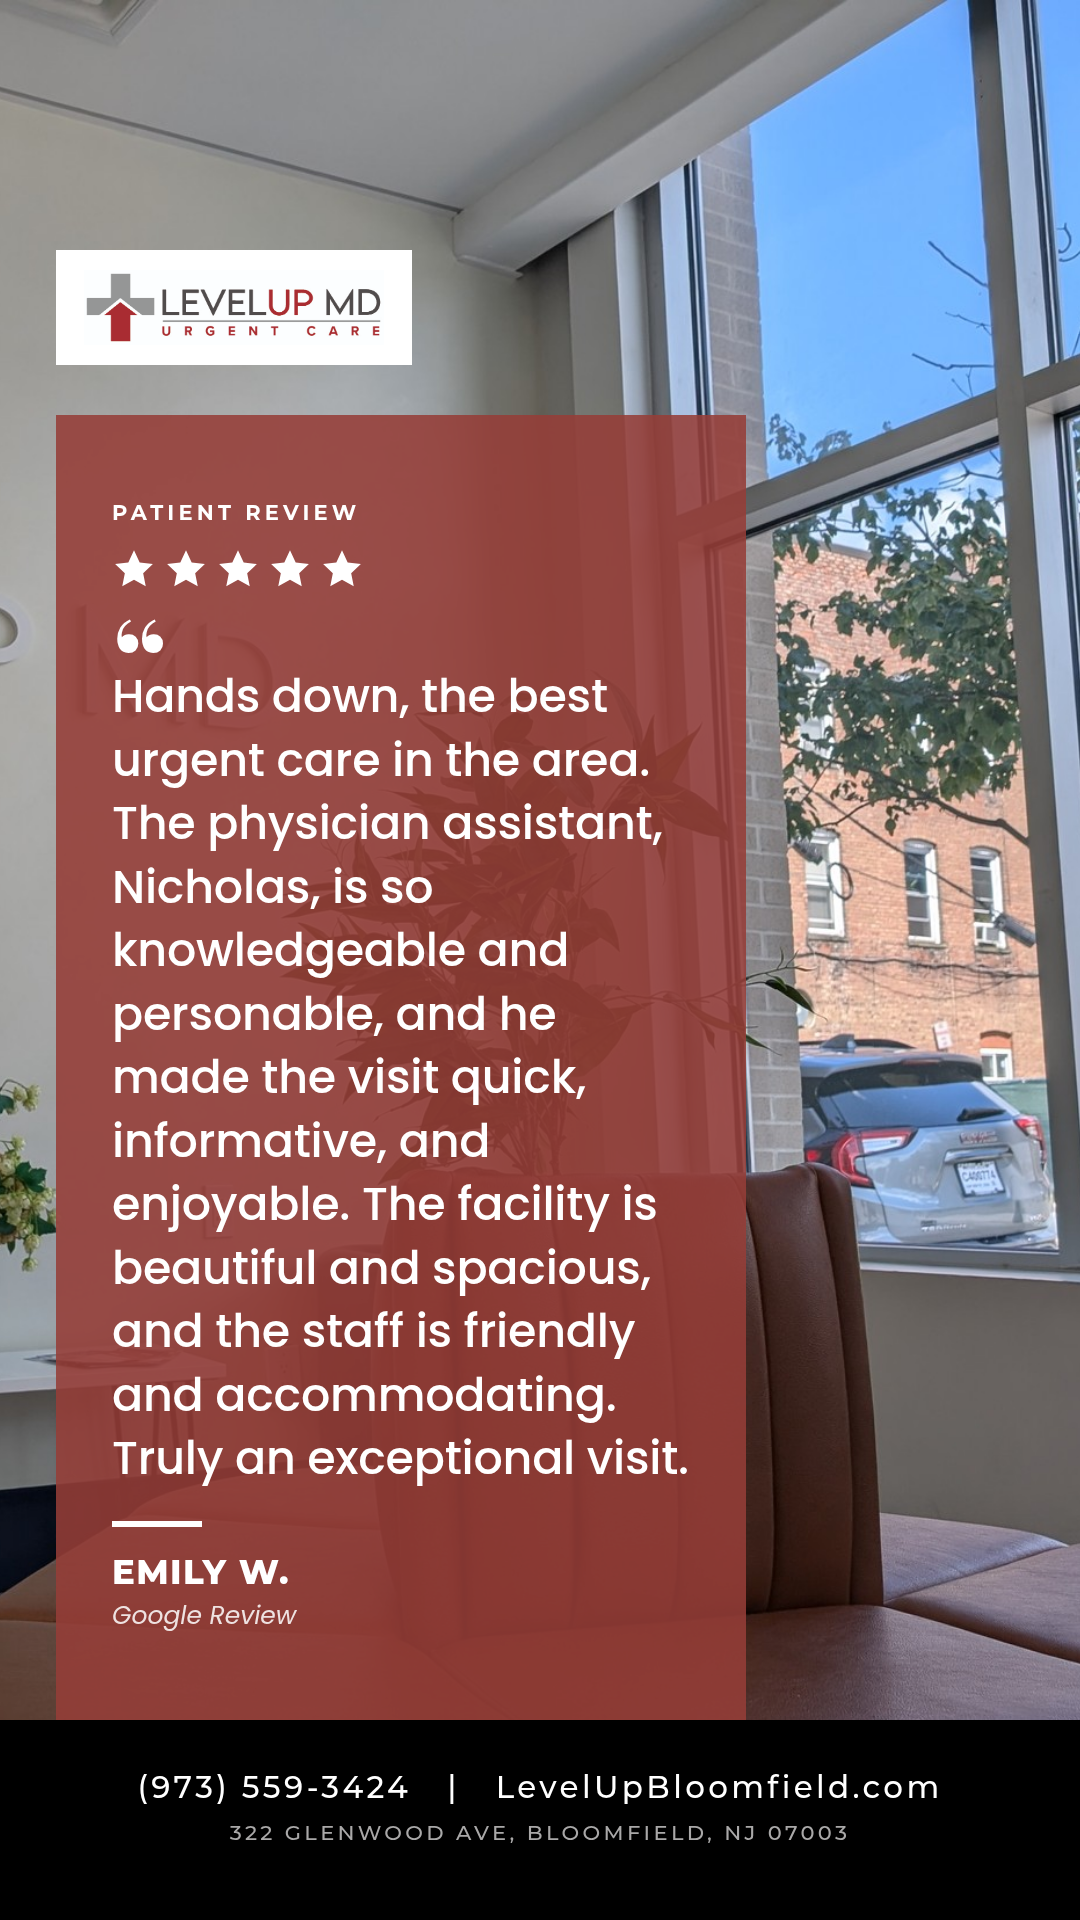 LEVELUP MD
URGENT CARE
PATIENT REVIEW
“
Hands down, the best
urgent care in the area.
The physician assistant,
Nicholas, is so
knowledgeable and
personable, and he
made the visit quick,
informative, and
enjoyable. The facility is
beautiful and spacious,
and the staff is friendly
and accommodating.
Truly an exceptional visit.
EMILY W.
Google Review
MD
(973) 559-3424 | LevelUpBloomfield.com
322 GLENWOOD AVE, BLOOMFIELD, NJ 07003